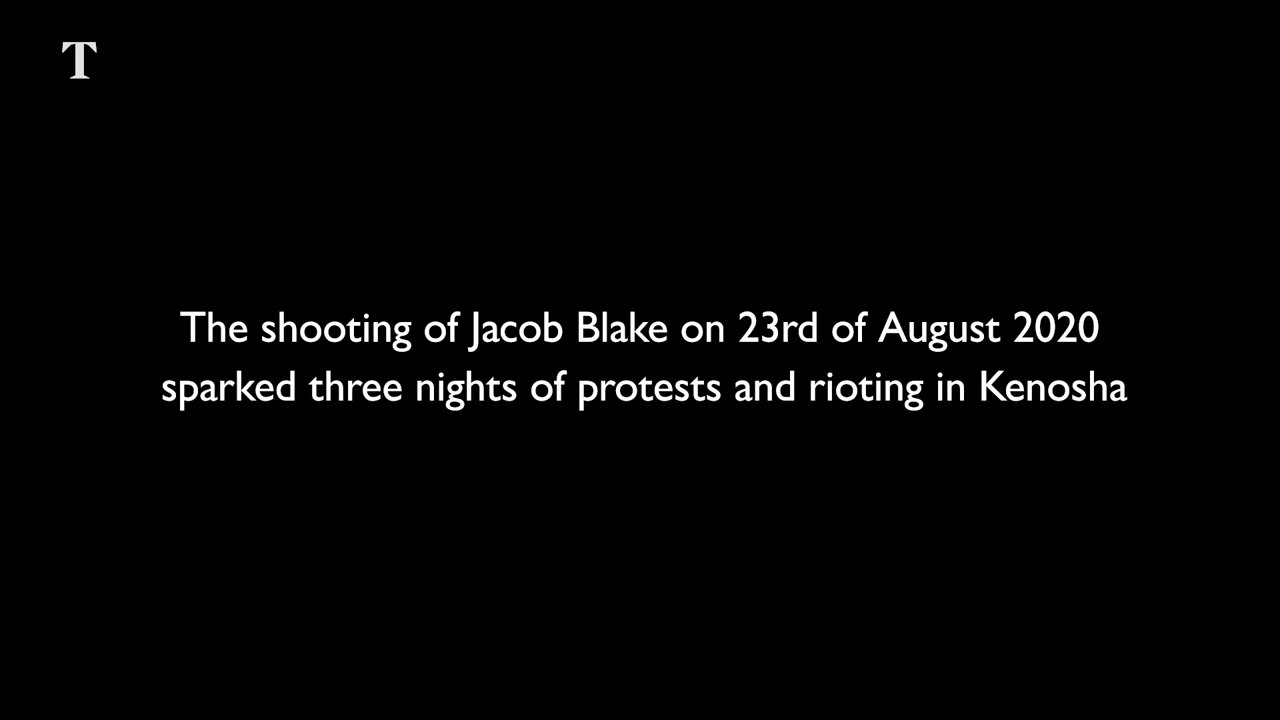 T
The shooting of Jacob Blake on 23rd of August 2020
sparked three nights of protests and rioting in Kenosha